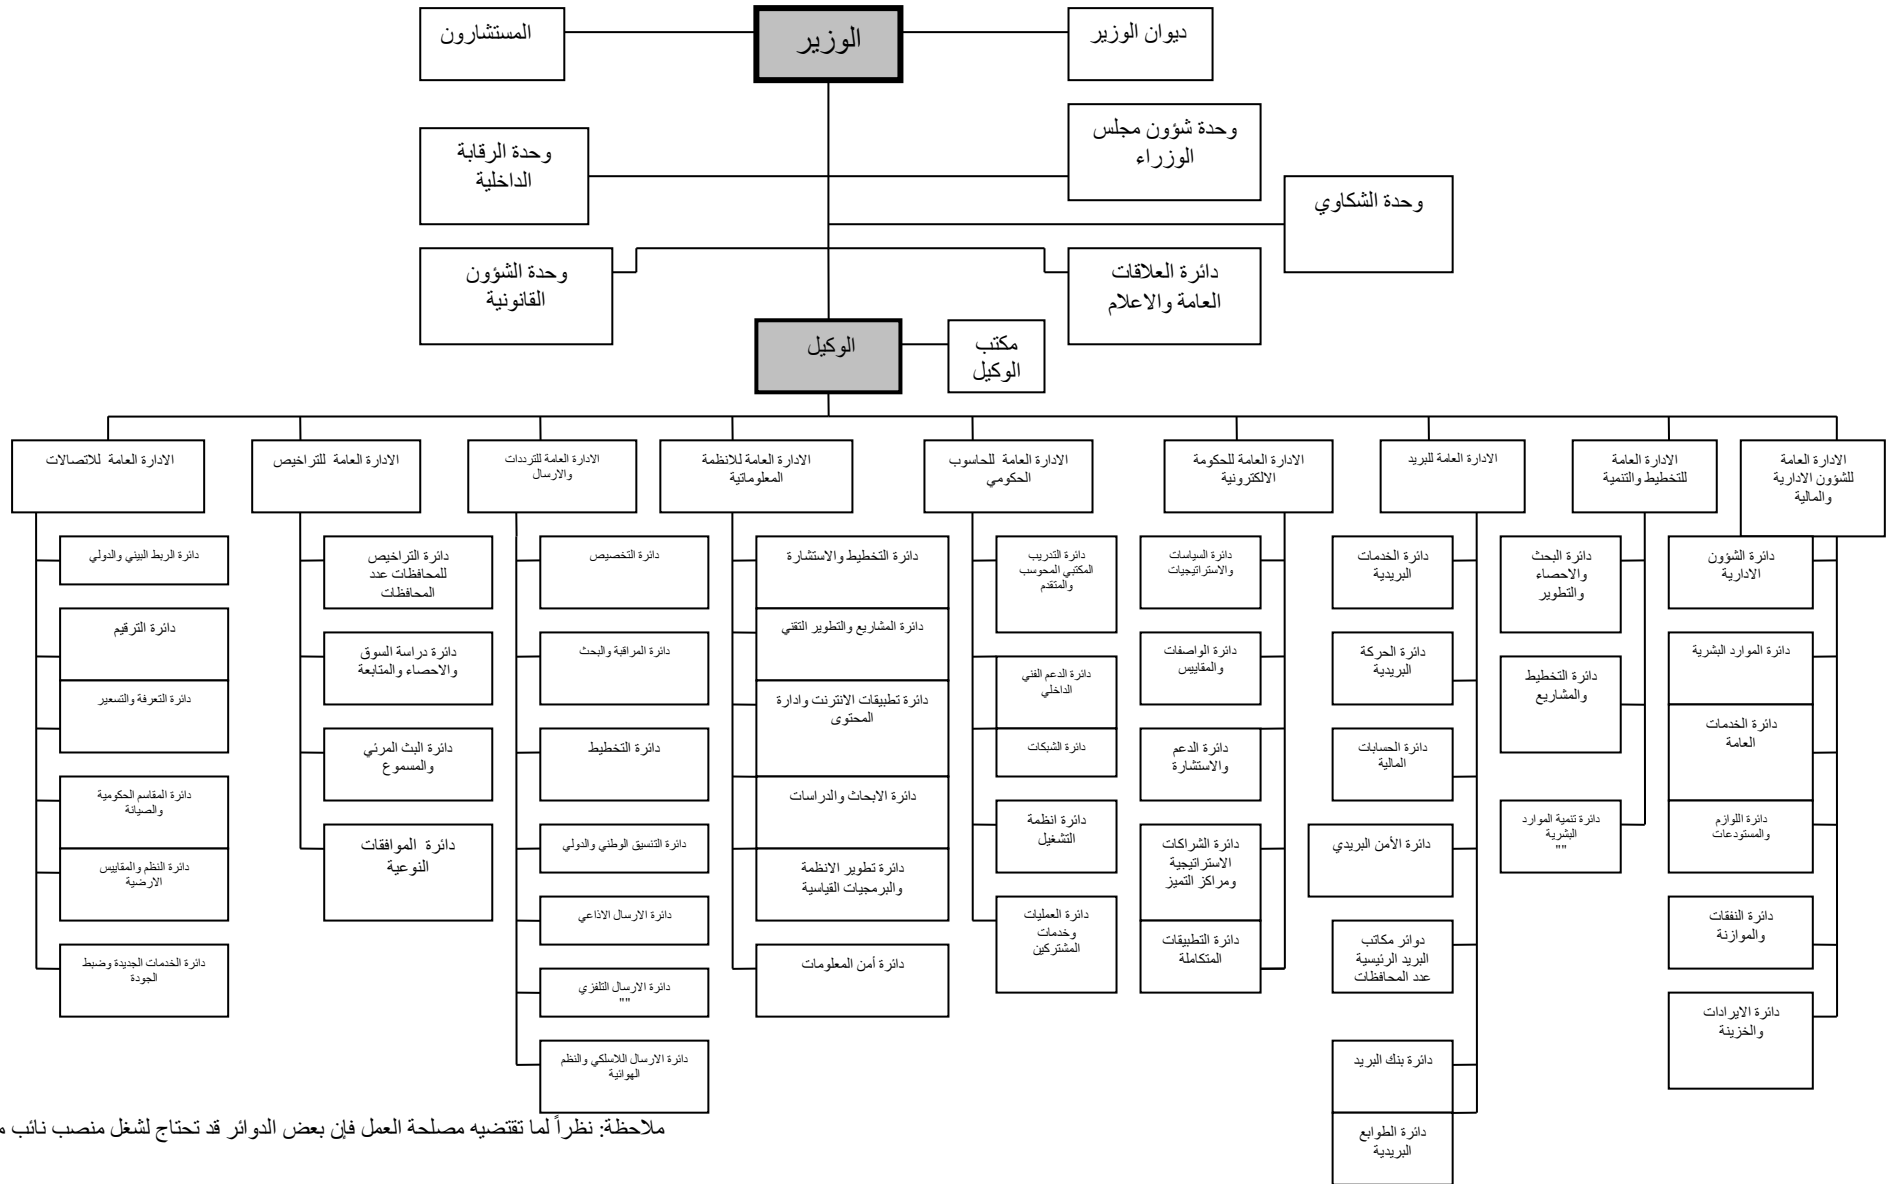 ديوان الوزير
الوزير
المستشارون
وحدة شؤون مجلس
الوزراء
وحدة الرقابة
الداخلية
وحدة الشكاوي
دائرة العلاقات
العامة والاعلام
وحدة الشؤون
القانونية
الوكيل
مكتب
الوكيل
الادارة العامة
للشؤون الادارية
والمالية
الادارة العامة
للتخطيط والتنمية
الادارة العامة للبريد
الادارة العامة للحكومة
الالكترونية
الادارة العامة للحاسوب
الحكومي
الادارة العامة للانظمة
المعلوماتية
الادارة العامة للترددات
والارسال
الادارة العامة للتراخيص
الادارة العامة للاتصالات
دائرة الشؤون
الادارية
دائرة الموارد البشرية
دائرة الخدمات
العامة
دائرة اللوازم
والمستودعات
دائرة النفقات
والموازنة
دائرة الايرادات
والخزينة
دائرة البحث
والاحصاء
والتطوير
دائرة التخطيط
والمشاريع
دائرة تنمية الموارد
البشرية
""
دائرة الخدمات
البريدية
دائرة الحركة
البريدية
دائرة الحسابات
المالية
دائرة الأمن البريدي
دوائر مكاتب
البريد الرئيسية
عدد المحافظات
دائرة بنك البريد
دائرة الطوابع
البريدية
دائرة السياسات
والاستراتيجيات
دائرة الواصفات
والمقاييس
دائرة الدعم
والاستشارة
دائرة الشراكات
الاستراتيجية
ومراكز التميز
دائرة التطبيقات
المتكاملة
دائرة التدريب
المكتبي المحوسب
والمتقدم
دائرة الدعم الفني
الداخلي
دائرة الشبكات
دائرة انظمة
التشغيل
دائرة العمليات
وخدمات
المشتركين
دائرة التخطيط والاستشارة
دائرة المشاريع والتطوير التقني
دائرة تطبيقات الانترنت وادارة
المحتوى
دائرة الابحاث والدراسات
دائرة تطوير الانظمة
والبرمجيات القياسية
دائرة أمن المعلومات
دائرة التخصيص
دائرة المراقبة والبحث
دائرة التخطيط
دائرة التنسيق الوطني والدولي
دائرة الارسال الاذاعي
دائرة الارسال التلفزي
""
دائرة الارسال اللاسلكي والنظم
الهوائية
دائرة التراخيص
للمحافظات عدد
المحافظات
دائرة دراسة السوق
والاحصاء والمتابعة
دائرة البث المرئي
والمسموع
دائرة الموافقات
النوعية
دائرة الربط البيني والدولي
دائرة الترقيم
دائرة التعرفة والتسعير
دائرة المقاسم الحكومية
والصيانة
دائرة النظم والمقاييس
الارضية
دائرة الخدمات الجديدة وضبط
الجودة
ملاحظة: نظراً لما تقتضيه مصلحة العمل فإن بعض الدوائر قد تحتاج لشغل منصب نائب